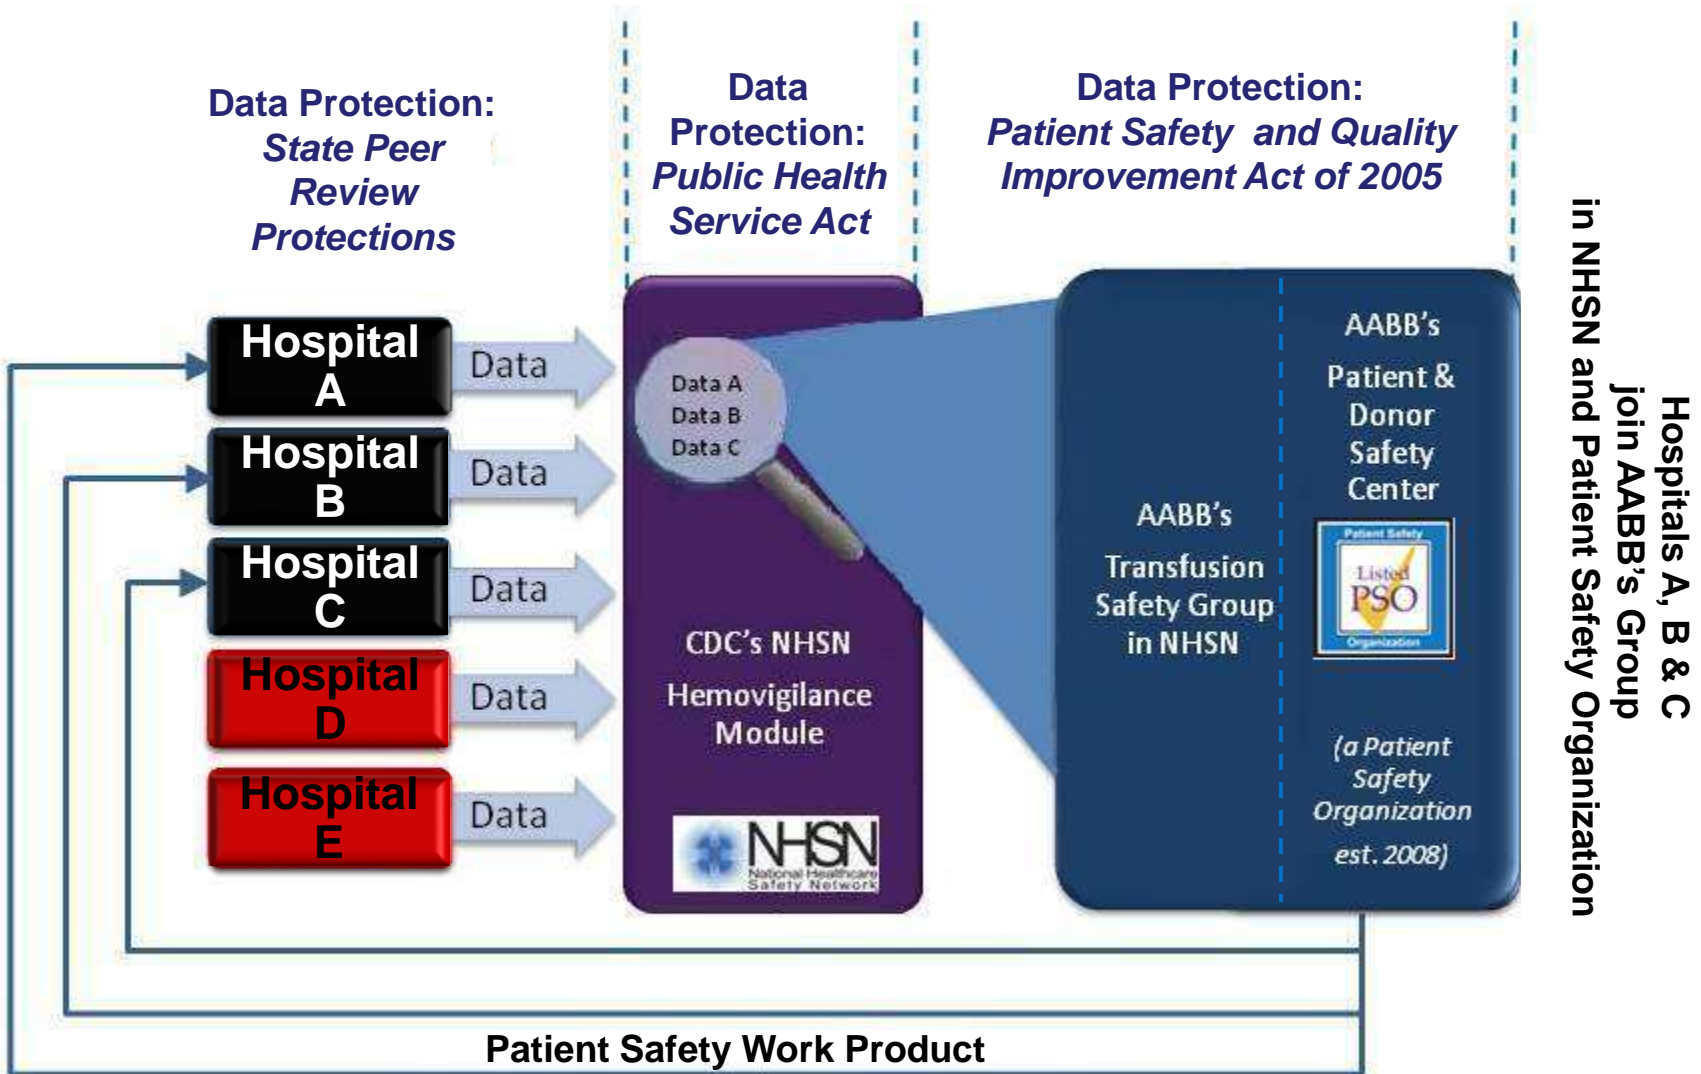 Data Protection:
State Peer
Review
Protections
Data
Protection:
Public Health
Service Act
Data Protection:
Patient Safety and Quality
Improvement Act of 2005
Hospital
A
Data
Hospital
B
Data
Hospital
C
Data
Hospital
D
Data
Hospital
E
Data
Data A
Data B
Data C
CDC's NHSN
Hemovigilance
Module
NHSN
National Healthcare
Safety Network
AABB's
Transfusion
Safety Group
in NHSN
AABB's
Patient &
Donor
Safety
Center
Patient Safety
Listed
PSO
Organization
(a Patient
Safety
Organization
est. 2008)
Hospitals A, B & C
join AABB's Group
in NHSN and Patient Safety Organization
Patient Safety Work Product